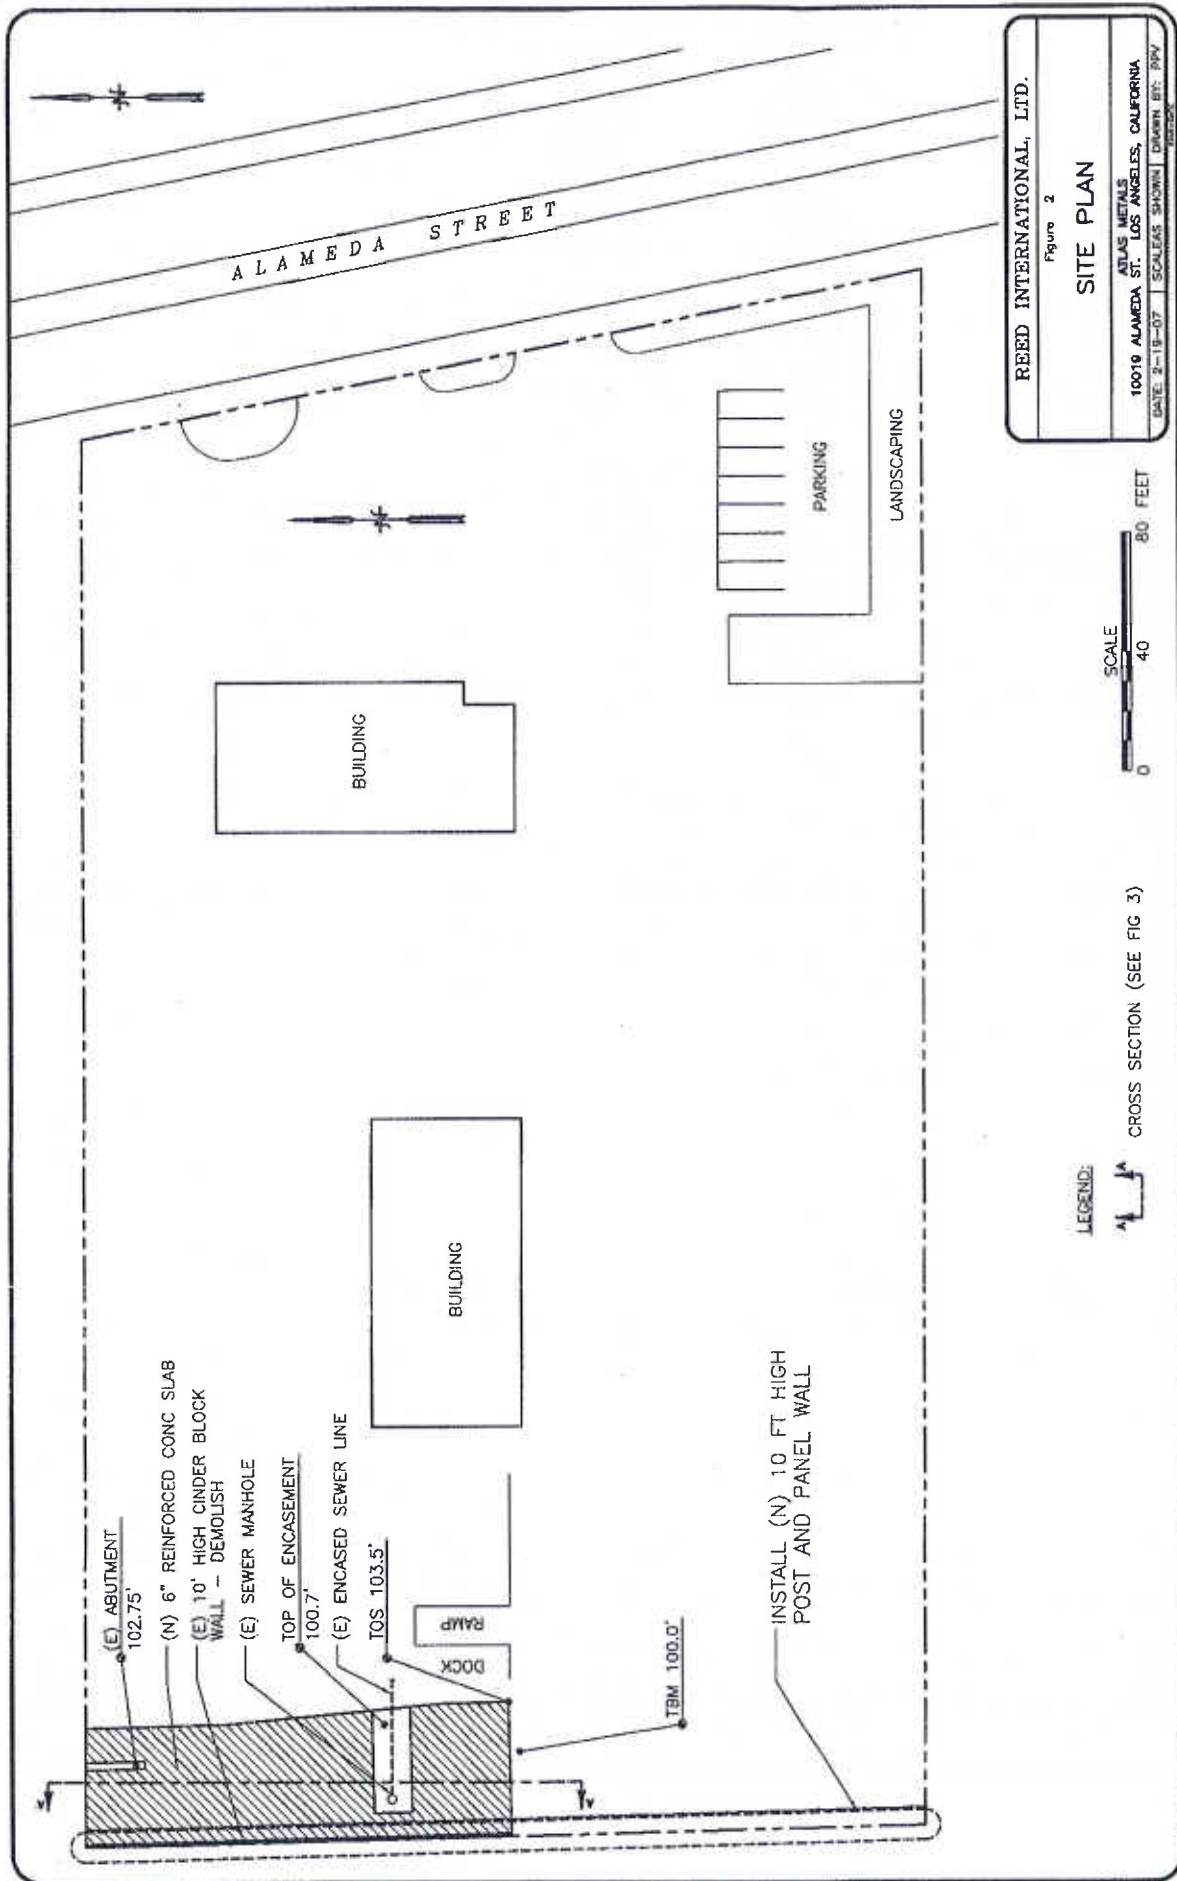 ALAMEDA STREET
(E) ABUTMENT
102.75'
(N) 6" REINFORCED CONC SLAB
(E) 10' HIGH CINDER BLOCK
WALL - DEMOLISH
(E) SEWER MANHOLE
TOP OF ENCASEMENT
100.7'
(E) ENCASED SEWER LINE
TOS 103.5'
DOCK
RAMP
TBM 100.0'
A
A
BUILDING
BUILDING
PARKING
LANDSCAPING
INSTALL (N) 10 FT HIGH
POST AND PANEL WALL
LEGEND:
A A
CROSS SECTION (SEE FIG 3)
SCALE
0 40 80 FEET
REED INTERNATIONAL, LTD.
Figure 2
SITE PLAN
ATLAS METALS
10019 ALAMEDA ST. LOS ANGELES, CALIFORNIA
DATE: 2-19-07 SCALE:AS SHOWN DRAWN BY: PPV